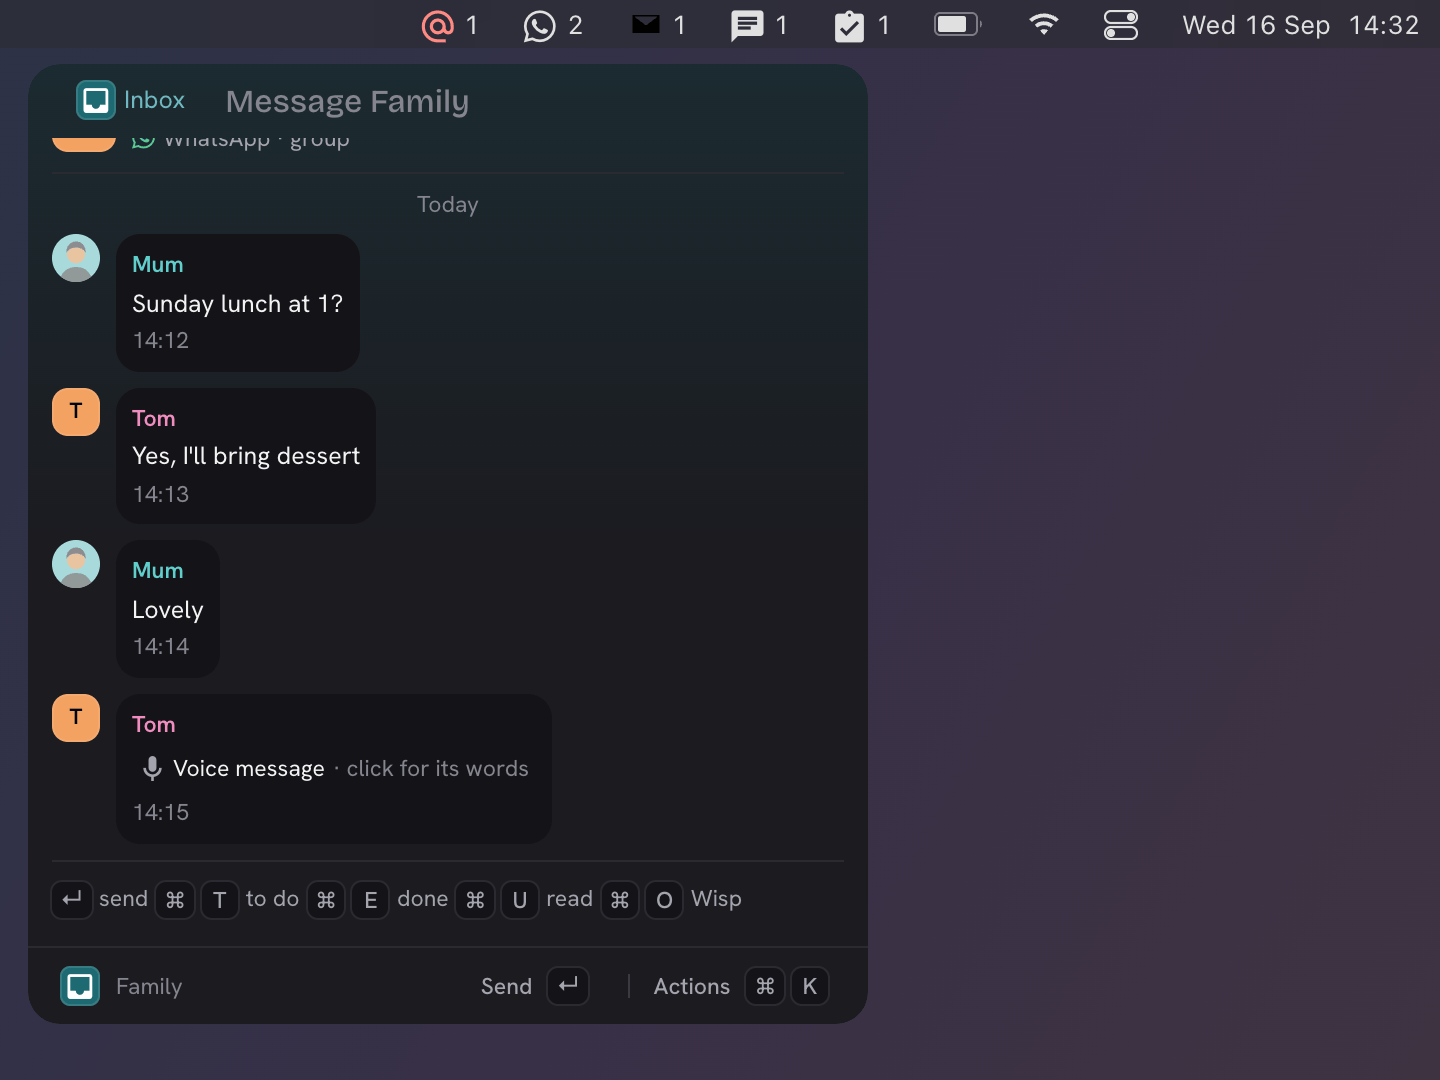 1 2 1 1 1 Wed 16 Sep 14:32
Inbox Message Family
WhatsApp · group
Today
Mum
Sunday lunch at 1?
14:12
T
Tom
Yes, I'll bring dessert
14:13
Mum
Lovely
14:14
T
Tom
Voice message · click for its words
14:15
↵ send ⌘ T to do ⌘ E done ⌘ U read ⌘ O Wisp
Family Send ↵ | Actions ⌘ K